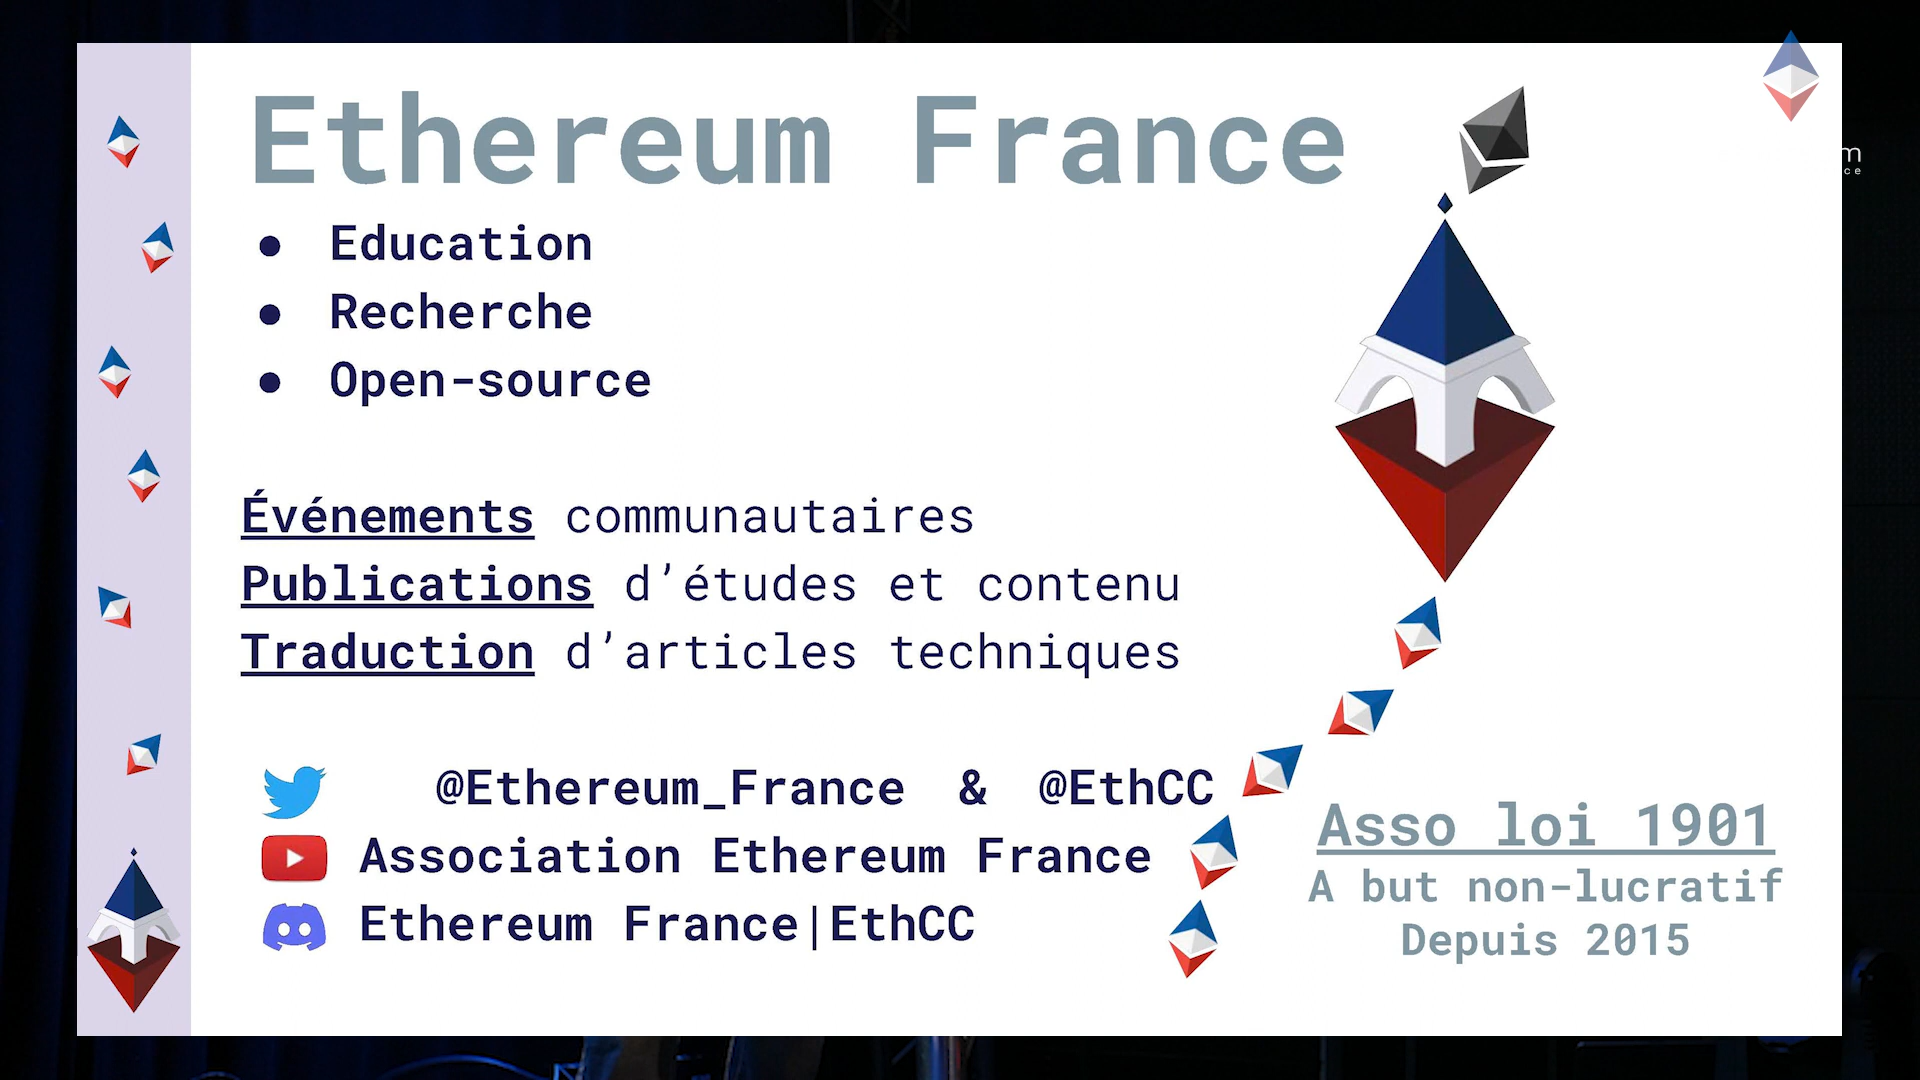 Ethereum France
● Education
● Recherche
● Open-source
Événements communautaires
Publications d’études et contenu
Traduction d’articles techniques
@Ethereum_France & @EthCC
Association Ethereum France
Ethereum France|EthCC
Asso loi 1901
A but non-lucratif
Depuis 2015